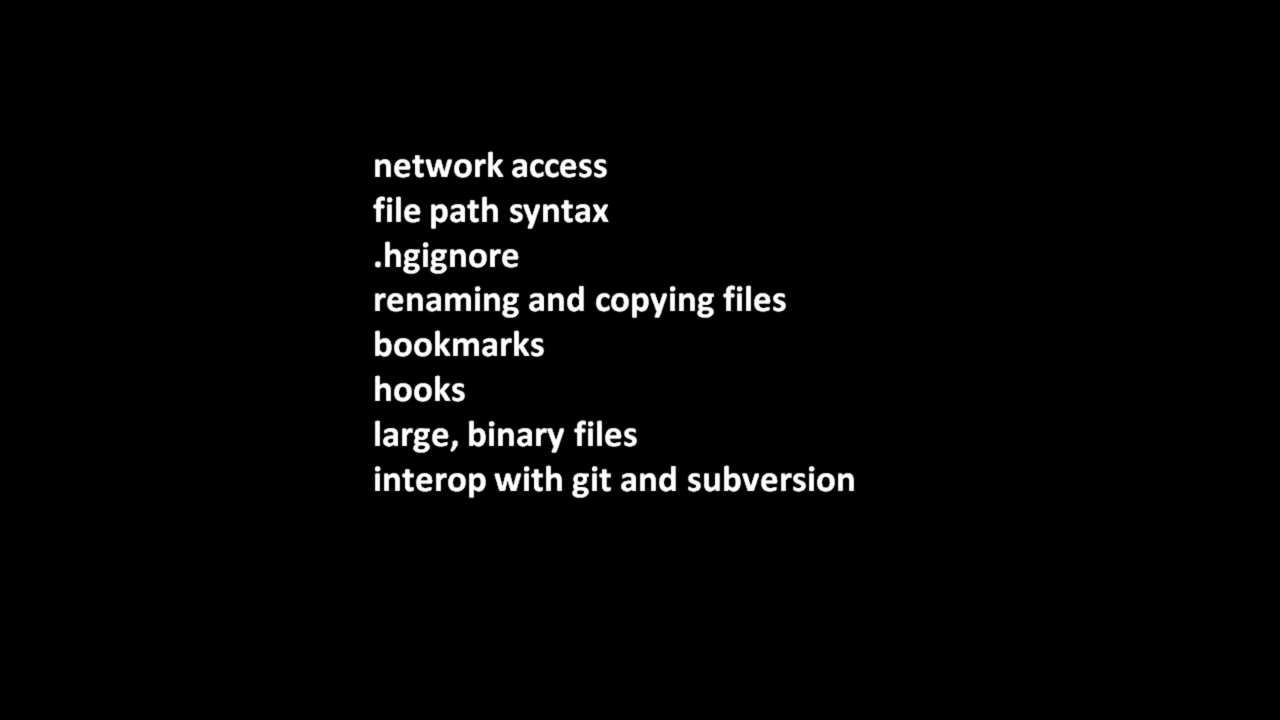 network access
file path syntax
.hgignore
renaming and copying files
bookmarks
hooks
large, binary files
interop with git and subversion